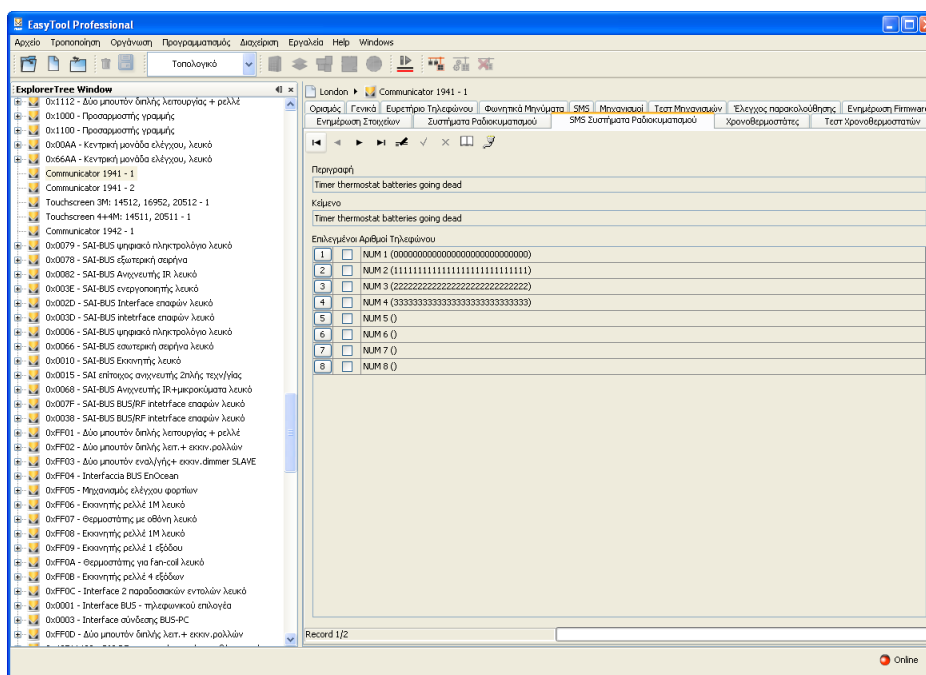 EasyTool Professional
Αρχείο Τροποποίηση Οργάνωση Προγραμματισμός Διαχείριση Εργαλεία Help Windows
Τοπολογικό
ExplorerTree Window
0x1112 - Δύο μπουτόν διπλής λειτουργίας + ρελλέ
0x1000 - Προσαρμοστής γραμμής
0x1100 - Προσαρμοστής γραμμής
0x00AA - Κεντρική μονάδα ελέγχου, λευκό
0x66AA - Κεντρική μονάδα ελέγχου, λευκό
Communicator 1941 - 1
Communicator 1941 - 2
Touchscreen 3M: 14512, 16952, 20512 - 1
Touchscreen 4+4M: 14511, 20511 - 1
Communicator 1942 - 1
0x0079 - SAI-BUS ψηφιακό πληκτρολόγιο λευκό
0x0078 - SAI-BUS εξωτερική σειρήνα
0x0082 - SAI-BUS Ανιχνευτής IR λευκό
0x003E - SAI-BUS ενεργοποιητής λευκό
0x002D - SAI-BUS Interface επαφών λευκό
0x003D - SAI-BUS intetrface επαφών λευκό
0x0006 - SAI-BUS ψηφιακό πληκτρολόγιο λευκό
0x0066 - SAI-BUS εσωτερική σειρήνα λευκό
0x0010 - SAI-BUS Εκκινητής λευκό
0x0015 - SAI επίτοιχος ανιχνευτής 2πλής τεχν/γίας
0x0068 - SAI-BUS Ανιχνευτής IR+μικροκύματα λευκό
0x007F - SAI-BUS BUS/RF intetrface επαφών λευκό
0x0038 - SAI-BUS BUS/RF intetrface επαφών λευκό
0xFF01 - Δύο μπουτόν διπλής λειτουργίας + ρελλέ
0xFF02 - Δύο μπουτόν διπλής λειτ.+ εκκιν.ρολλών
0xFF03 - Δύο μπουτόν εναλ/γής+ εκκιν.dimmer SLAVE
0xFF04 - Interfaccia BUS EnOcean
0xFF05 - Μηχανισμός ελέγχου φορτίων
0xFF06 - Εκκινητής ρελλέ 1M λευκό
0xFF07 - Θερμοστάτης με οθόνη λευκό
0xFF08 - Εκκινητής ρελλέ 1M λευκό
0xFF09 - Εκκινητής ρελλέ 1 εξόδου
0xFF0A - Θερμοστάτης για fan-coil λευκό
0xFF0B - Εκκινητής ρελλέ 4 εξόδων
0xFF0C - Interface 2 παραδοσιακών εντολών λευκό
0x0001 - Interface BUS - τηλεφωνικού επιλογέα
0x0003 - Interface σύνδεσης BUS-PC
0xFF0D - Δύο μπουτόν διπλής λειτ.+ εκκιν.ρολλών
London Communicator 1941 - 1
Ορισμός Γενικά Ευρετήριο Τηλεφώνου Φωνητικά Μηνύματα SMS Μηχανισμοί Τεστ Μηχανισμών Έλεγχος παρακολούθησης Ενημέρωση Firmware
Ενημέρωση Στοιχείων Συστήματα Ραδιοκυματισμού SMS Συστήματα Ραδιοκυματισμού Χρονοθερμοστάτες Τεστ Χρονοθερμοστατών
Περιγραφή
Timer thermostat batteries going dead
Κείμενο
Timer thermostat batteries going dead
Επιλεγμένοι Αριθμοί Τηλεφώνου
1 NUM 1 (0000000000000000000000000000)
2 NUM 2 (1111111111111111111111111111)
3 NUM 3 (2222222222222222222222222222)
4 NUM 4 (3333333333333333333333333333)
5 NUM 5 ()
6 NUM 6 ()
7 NUM 7 ()
8 NUM 8 ()
Record 1/2
Online